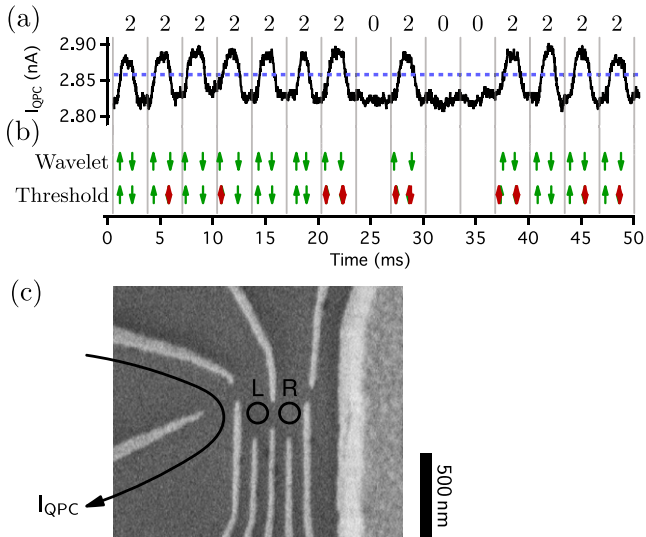 (a) 2 2 2 2 2 2 2 0 2 0 0 2 2 2 2
2.90
2.85
2.80
I_QPC (nA)
(b)
Wavelet
Threshold
0 5 10 15 20 25 30 35 40 45 50
Time (ms)
(c)
L R
I_QPC
500 nm